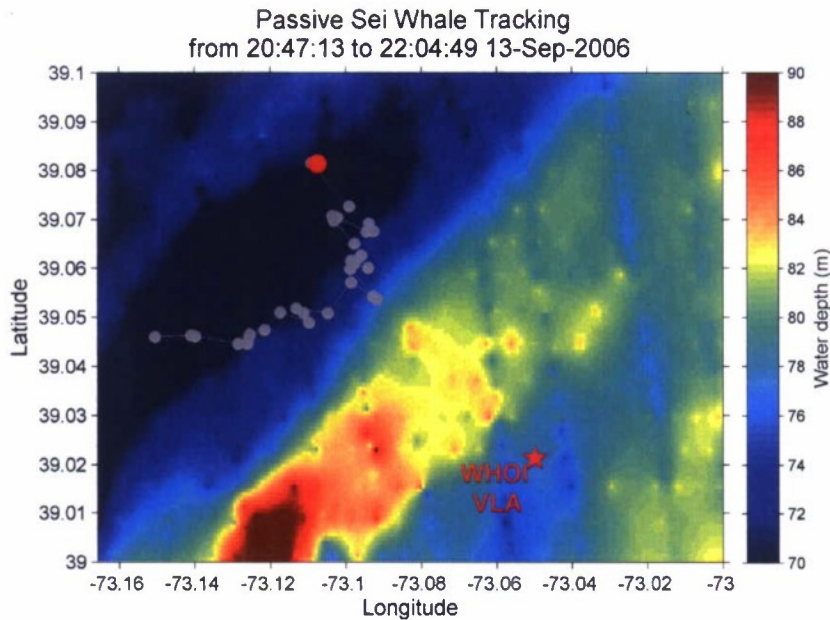 Passive Sei Whale Tracking
from 20:47:13 to 22:04:49 13-Sep-2006
39.1
39.09
39.08
39.07
39.06
39.05
39.04
39.03
39.02
39.01
39
Latitude
-73.16 -73.14 -73.12 -73.1 -73.08 -73.06 -73.04 -73.02 -73
Longitude
WHOI
VLA
90
88
86
84
82
80
78
76
74
72
70
Water depth (m)